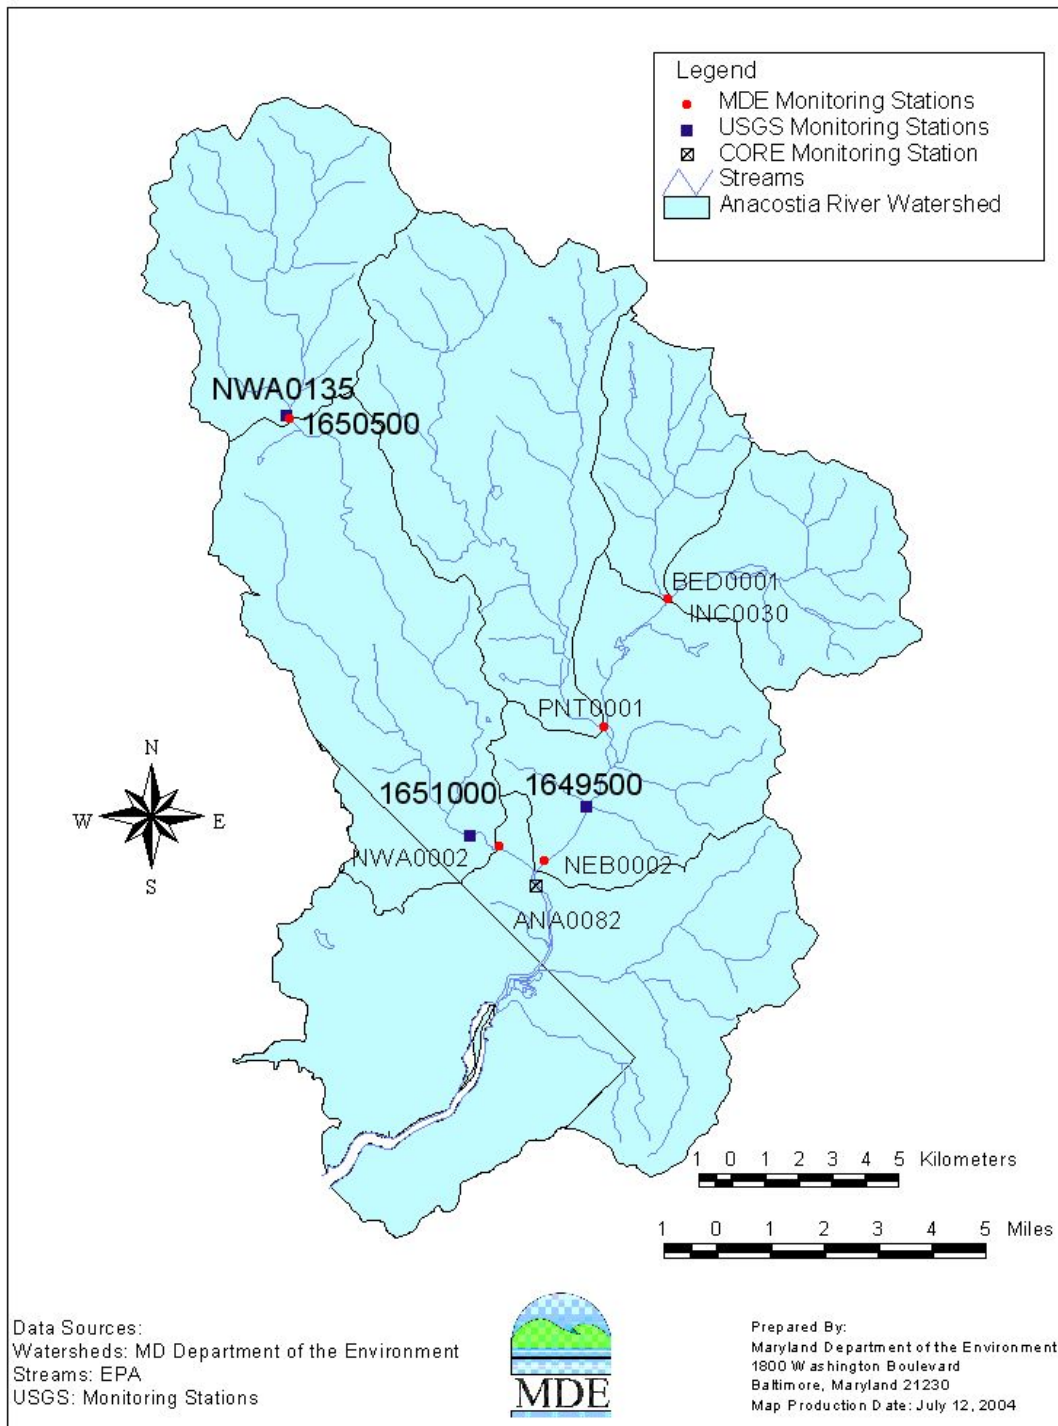 Legend
MDE Monitoring Stations
USGS Monitoring Stations
CORE Monitoring Station
Streams
Anacostia River Watershed
NWA0135
1650500
BED0001
INC0030
PNT0001
1651000
1649500
NWA0002
NEB0002
ANA0082
N
W
E
S
1 0 1 2 3 4 5 Kilometers
1 0 1 2 3 4 5 Miles
Data Sources:
Watersheds: MD Department of the Environment
Streams: EPA
USGS: Monitoring Stations
MDE
Prepared By:
Maryland Department of the Environment
1800 Washington Boulevard
Baltimore, Maryland 21230
Map Production Date: July 12, 2004